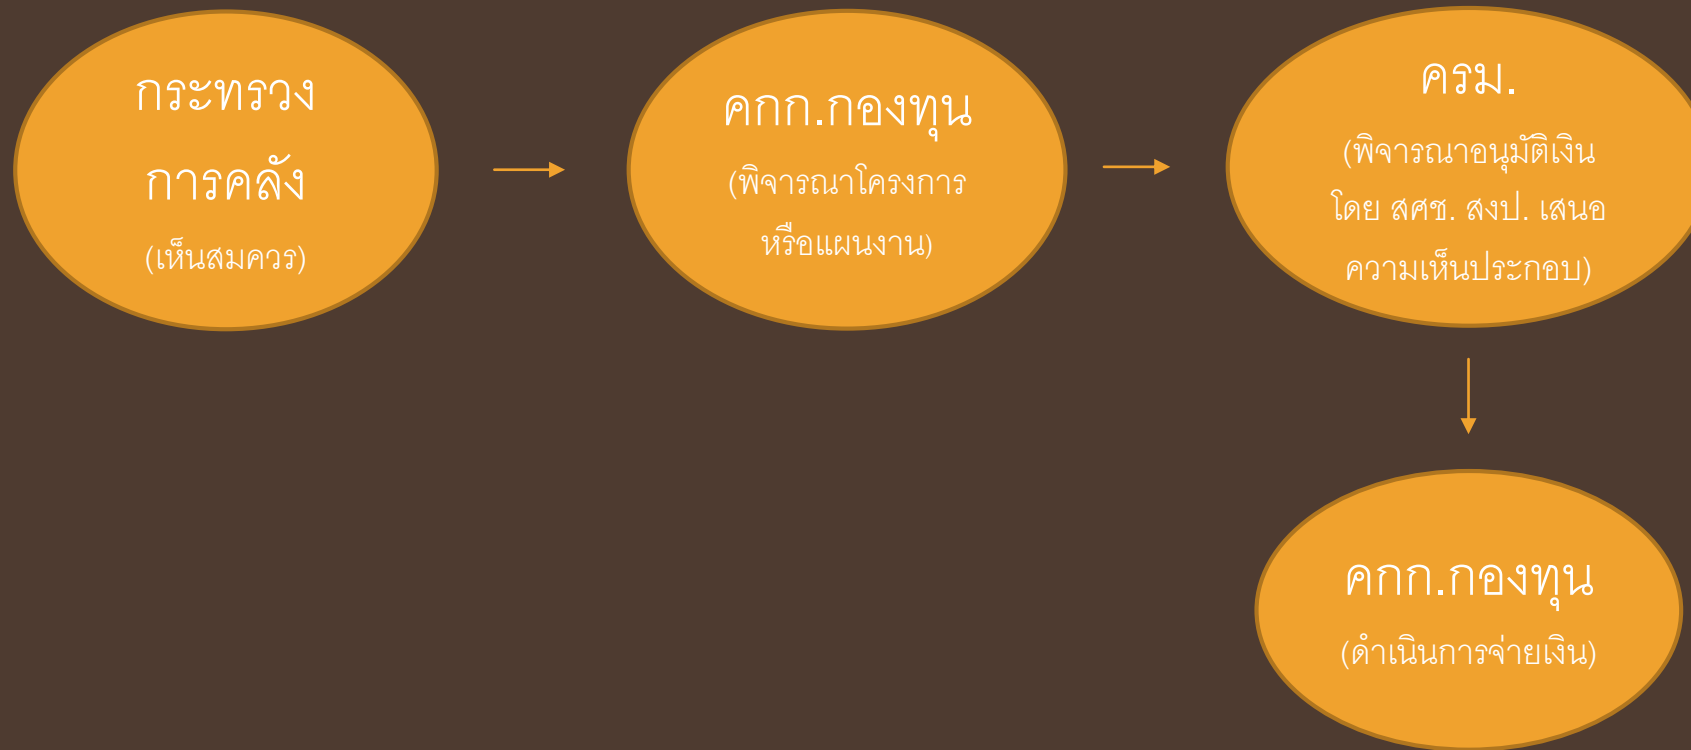 กระทรวง
การคลัง
(เห็นสมควร)
คกก.กองทุน
(พิจารณาโครงการ
หรือแผนงาน)
ครม.
(พิจารณาอนุมัติเงิน
โดย สศช. สงป. เสนอ
ความเห็นประกอบ)
คกก.กองทุน
(ดำเนินการจ่ายเงิน)